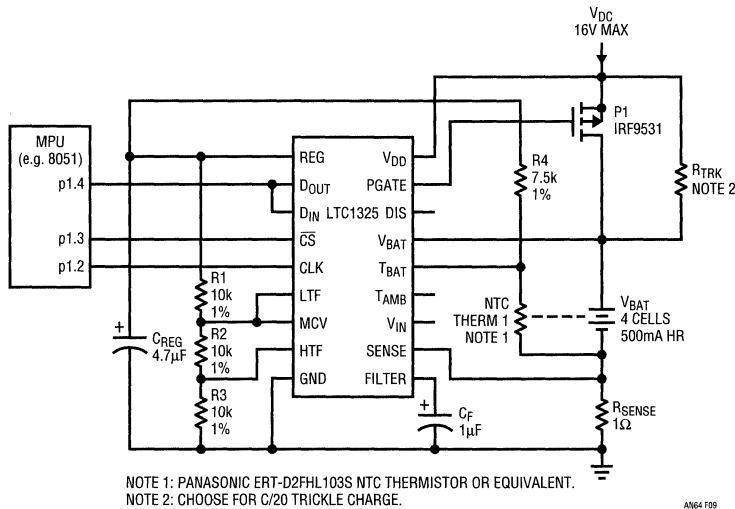 VDC
16V MAX
P1
IRF9531
MPU
(e.g. 8051)
p1.4
p1.3
p1.2
REG
DOUT
DIN
CS
CLK
LTF
MCV
HTF
GND
LTC1325
VDD
PGATE
DIS
VBAT
TBAT
TAMB
VIN
SENSE
FILTER
R4
7.5k
1%
RTRK
NOTE 2
R1
10k
1%
R2
10k
1%
R3
10k
1%
+
CREG
4.7µF
NTC
THERM 1
NOTE 1
VBAT
4 CELLS
500mA HR
+
CF
1µF
RSENSE
1Ω
NOTE 1: PANASONIC ERT-D2FHL103S NTC THERMISTOR OR EQUIVALENT.
NOTE 2: CHOOSE FOR C/20 TRICKLE CHARGE.
AN64 F09